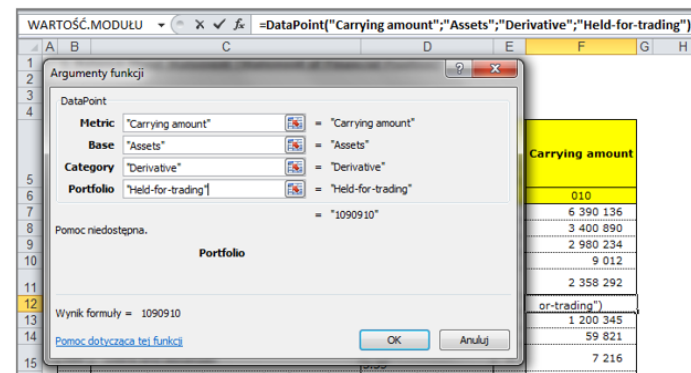 WARTOŚĆ.MODUŁU fx =DataPoint("Carrying amount";"Assets";"Derivative";"Held-for-trading")
A B C D E F G H
1
2
3
4
5
6
7
8
9
10
11
12
13
14
15
Argumenty funkcji
DataPoint
Metric "Carrying amount" = "Carrying amount"
Base "Assets" = "Assets"
Category "Derivative" = "Derivative"
Portfolio "Held-for-trading" = "Held-for-trading"
= "1090910"
Pomoc niedostępna.
Portfolio
Wynik formuły = 1090910
Pomoc dotycząca tej funkcji OK Anuluj
Carrying amount
010
6 390 136
3 400 890
2 980 234
9 012
2 358 292
or-trading")
1 200 345
59 821
7 216